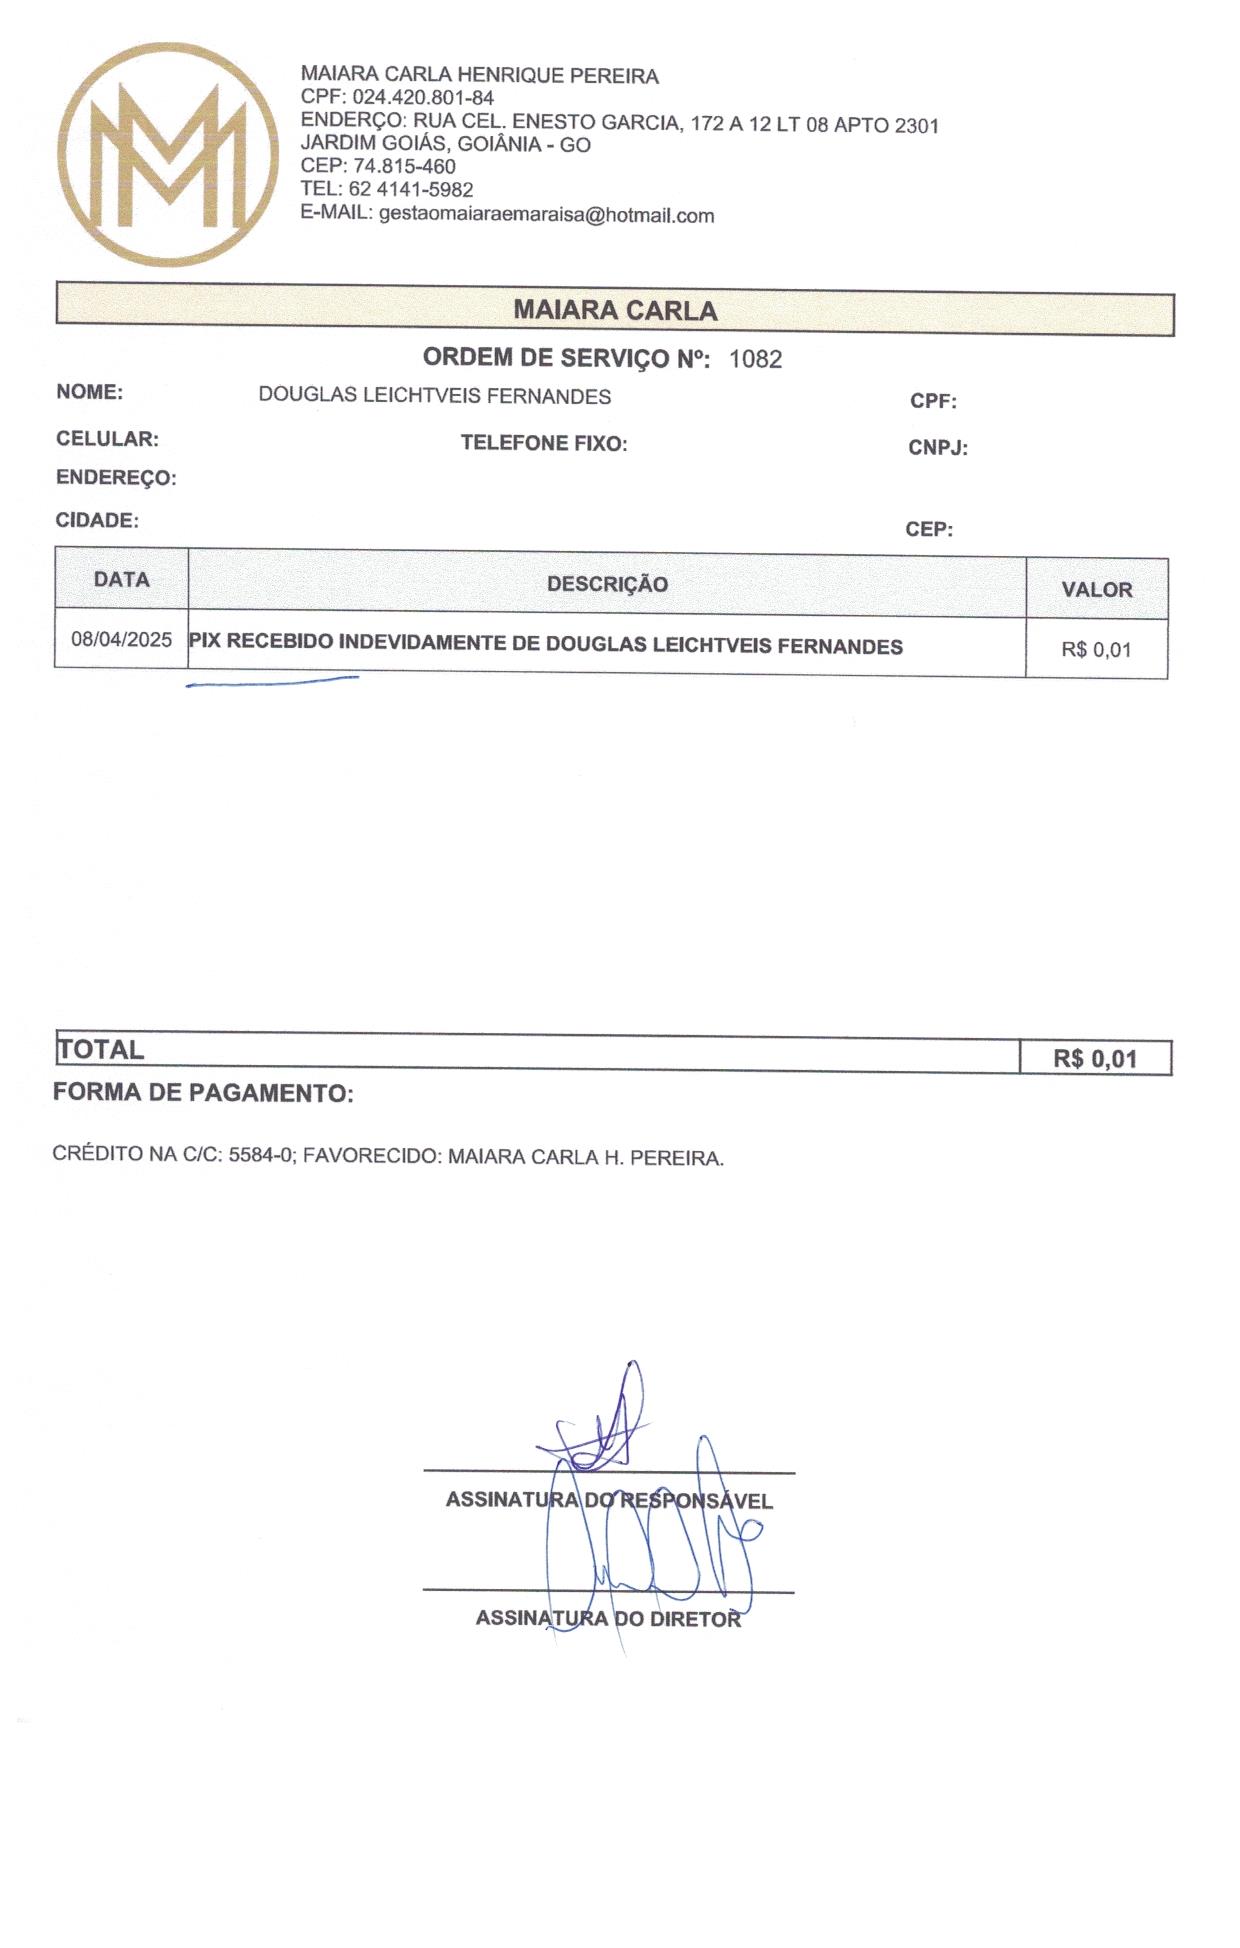 MAIARA CARLA HENRIQUE PEREIRA
CPF: 024.420.801-84
ENDERÇO: RUA CEL. ENESTO GARCIA, 172 A 12 LT 08 APTO 2301
JARDIM GOIÁS, GOIÂNIA - GO
CEP: 74.815-460
TEL: 62 4141-5982
E-MAIL: gestaomaiaraemaraisa@hotmail.com
MAIARA CARLA
ORDEM DE SERVIÇO Nº: 1082
NOME: DOUGLAS LEICHTVEIS FERNANDES CPF:
CELULAR: TELEFONE FIXO: CNPJ:
ENDEREÇO:
CIDADE: CEP:
DATA DESCRIÇÃO VALOR
08/04/2025 PIX RECEBIDO INDEVIDAMENTE DE DOUGLAS LEICHTVEIS FERNANDES R$ 0,01
TOTAL R$ 0,01
FORMA DE PAGAMENTO:
CRÉDITO NA C/C: 5584-0; FAVORECIDO: MAIARA CARLA H. PEREIRA.
ASSINATURA DO RESPONSÁVEL
ASSINATURA DO DIRETOR